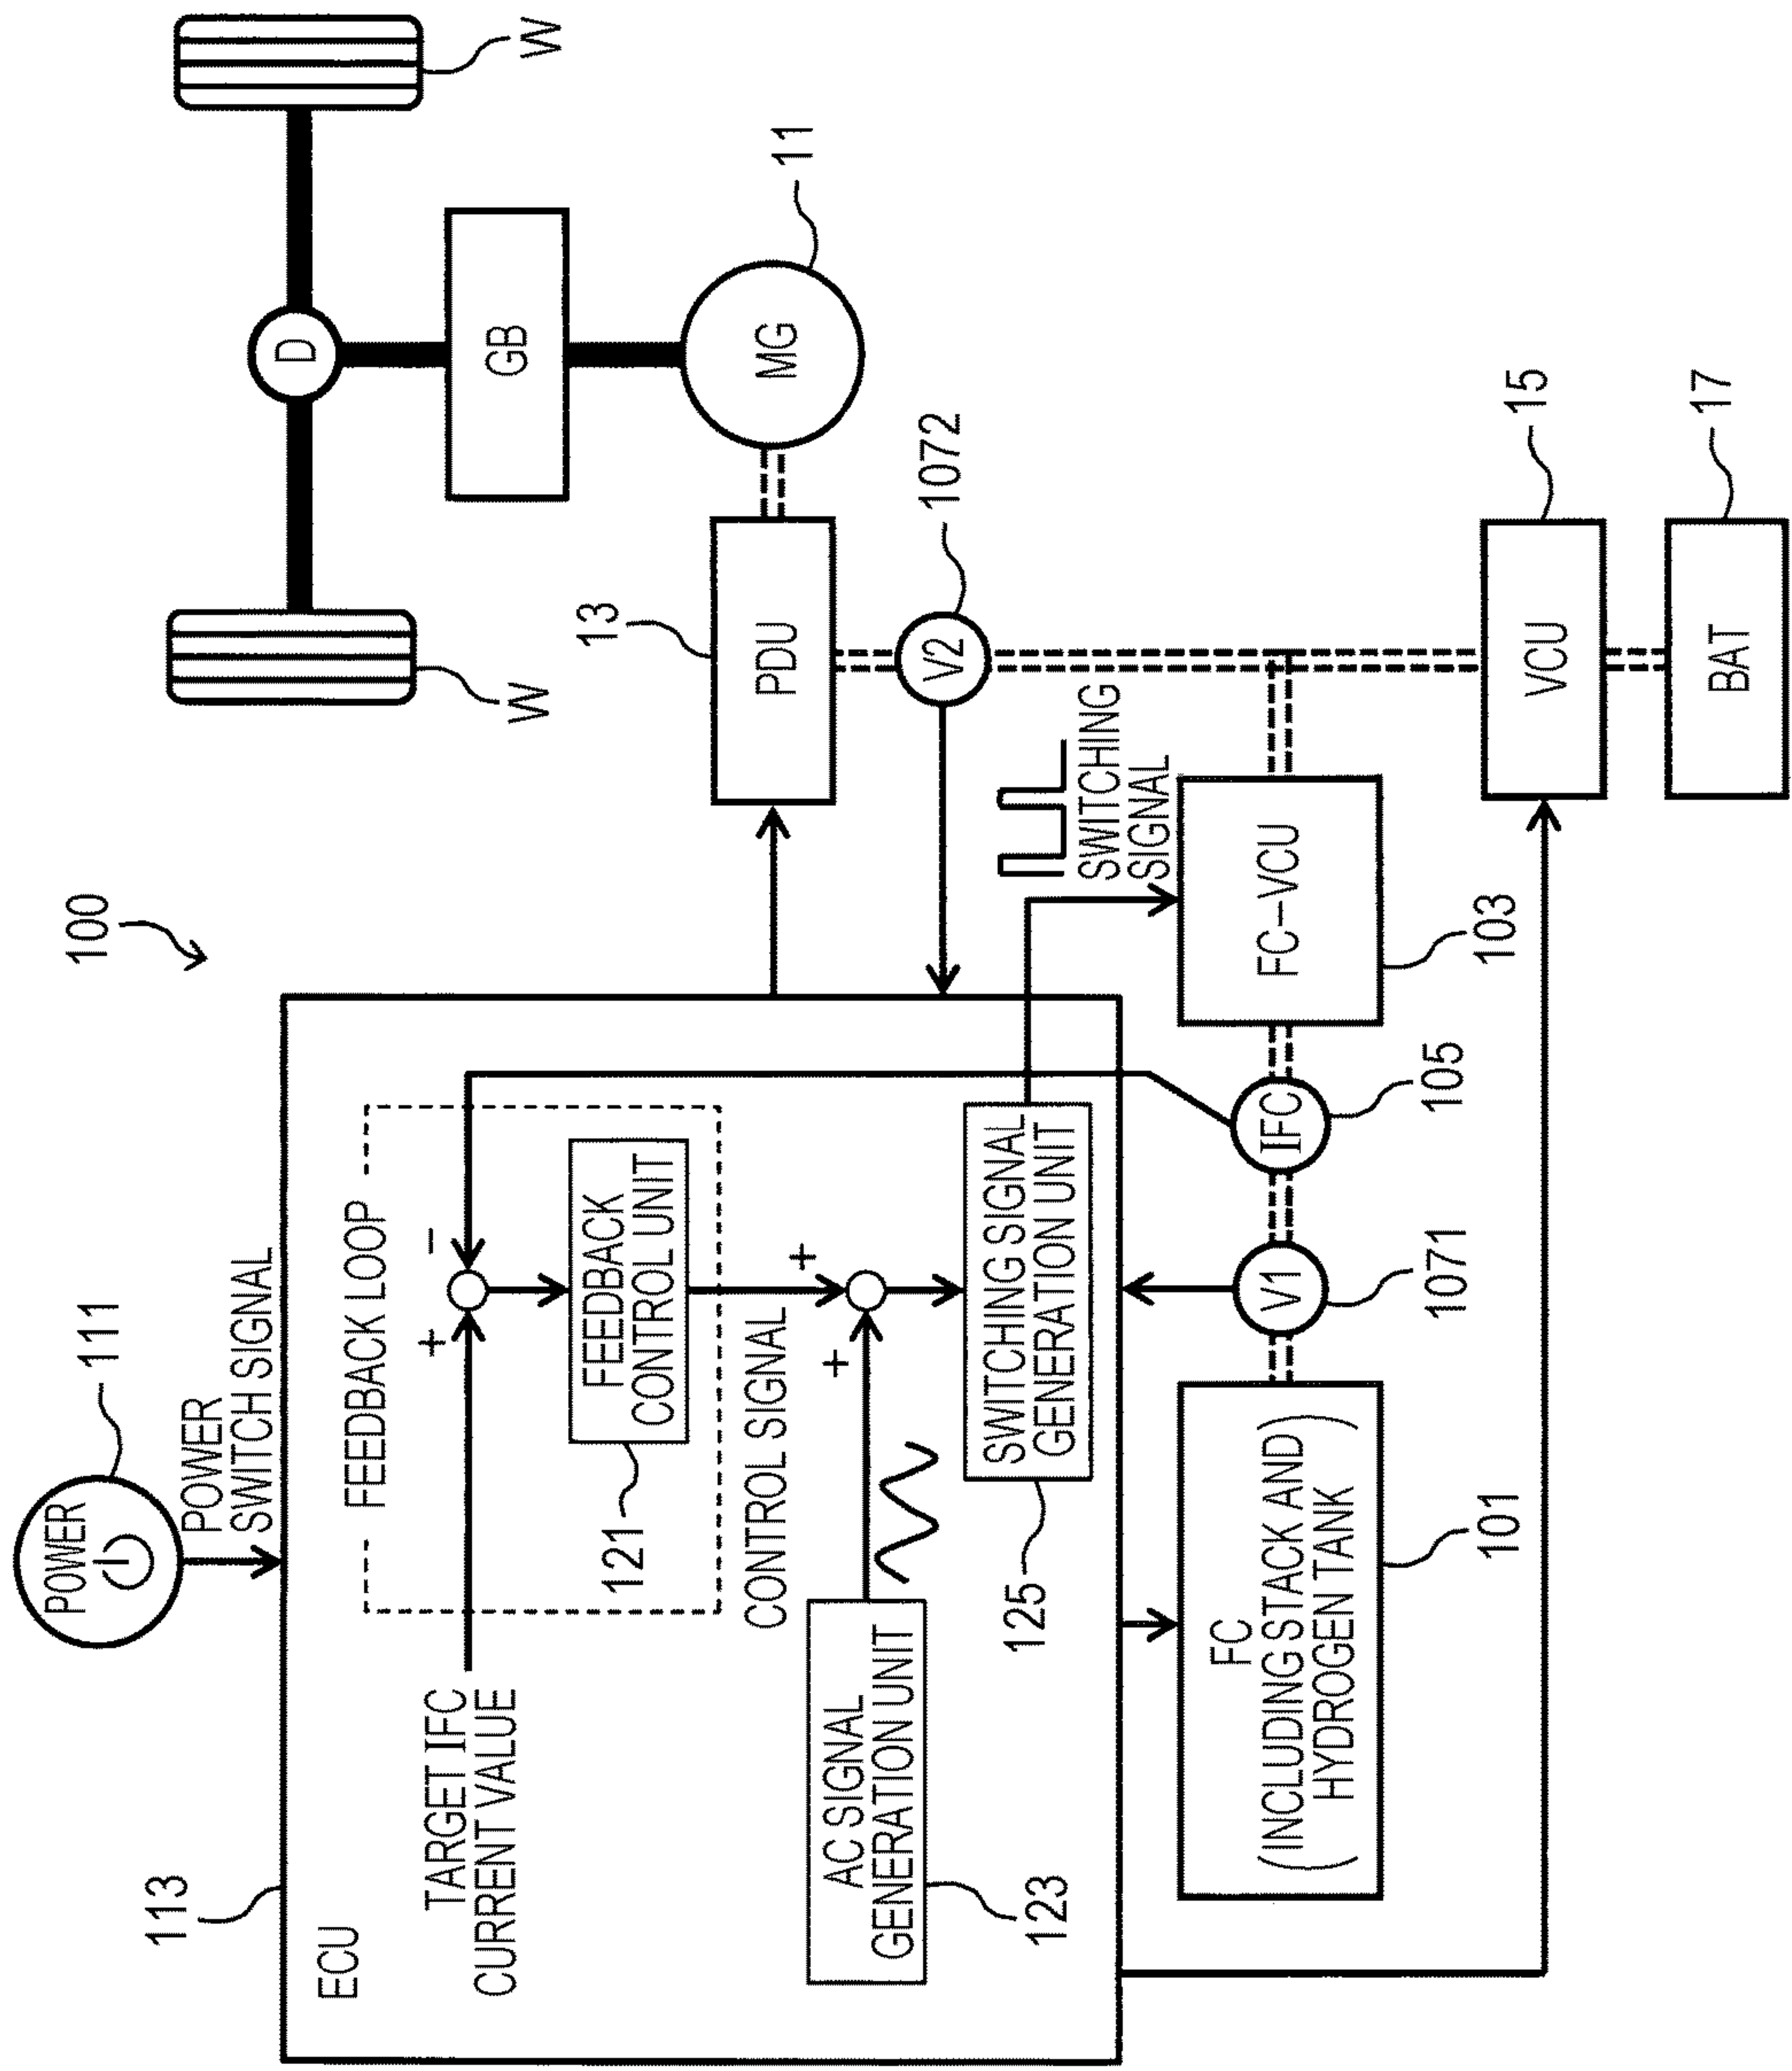 100
POWER
111
POWER
SWITCH SIGNAL
113
ECU
FEEDBACK LOOP
TARGET IFC
CURRENT VALUE
+
−
FEEDBACK
CONTROL UNIT
121
CONTROL SIGNAL
+
+
AC SIGNAL
GENERATION UNIT
123
SWITCHING SIGNAL
GENERATION UNIT
125
FC
(INCLUDING STACK AND
HYDROGEN TANK)
101
V1
1071
IFC
105
FC-VCU
103
SWITCHING
SIGNAL
V2
1072
PDU
13
MG
11
GB
D
W
W
VCU
15
BAT
17